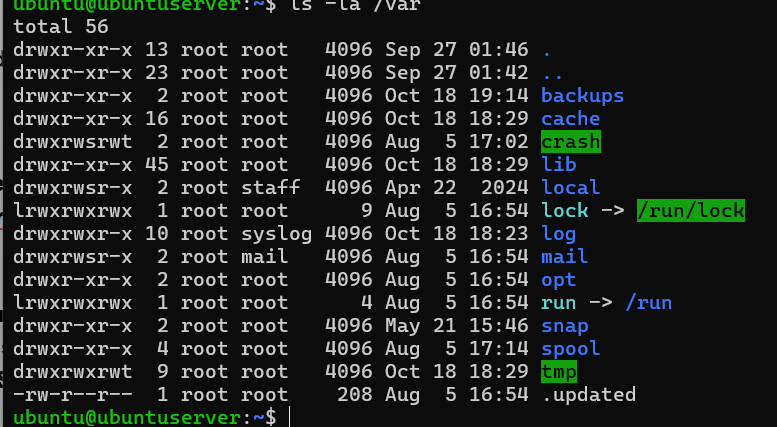 ubuntu@ubuntuserver:~$ ls -la /var
total 56
drwxr-xr-x 13 root root   4096 Sep 27 01:46 .
drwxr-xr-x 23 root root   4096 Sep 27 01:42 ..
drwxr-xr-x  2 root root   4096 Oct 18 19:14 backups
drwxr-xr-x 16 root root   4096 Oct 18 18:29 cache
drwxrwsrwt  2 root root   4096 Aug  5 17:02 crash
drwxr-xr-x 45 root root   4096 Oct 18 18:29 lib
drwxrwsr-x  2 root staff  4096 Apr 22  2024 local
lrwxrwxrwx  1 root root      9 Aug  5 16:54 lock -> /run/lock
drwxrwxr-x 10 root syslog 4096 Oct 18 18:23 log
drwxrwsr-x  2 root mail   4096 Aug  5 16:54 mail
drwxr-xr-x  2 root root   4096 Aug  5 16:54 opt
lrwxrwxrwx  1 root root      4 Aug  5 16:54 run -> /run
drwxr-xr-x  2 root root   4096 May 21 15:46 snap
drwxr-xr-x  4 root root   4096 Aug  5 17:14 spool
drwxrwxrwt  9 root root   4096 Oct 18 18:29 tmp
-rw-r--r--  1 root root    208 Aug  5 16:54 .updated
ubuntu@ubuntuserver:~$